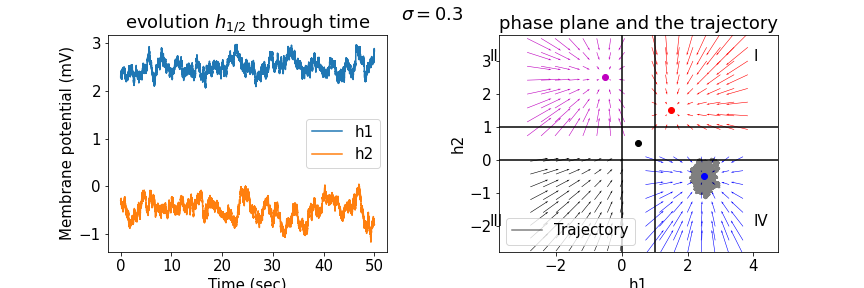 σ = 0.3
evolution h1/2 through time
Membrane potential (mV)
3
2
1
0
−1
h1
h2
0
10
20
30
40
50
Time (sec)
phase plane and the trajectory
h2
3
2
1
0
−1
−2
II
I
III
IV
Trajectory
−2
0
2
4
h1